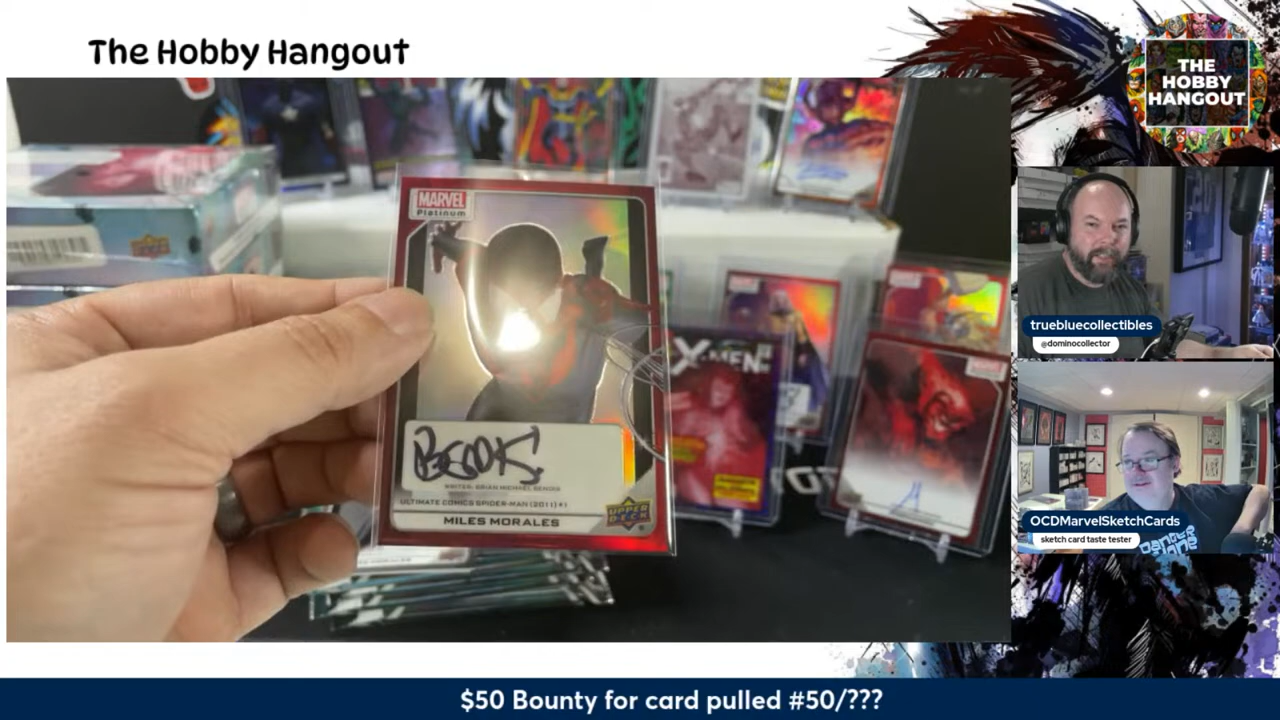 The Hobby Hangout
THE
HOBBY
HANGOUT
MARVEL
Platinum
WRITER: BRIAN MICHAEL BENDIS
ULTIMATE COMICS SPIDER-MAN (2011) #1
MILES MORALES
UPPER
DECK
X-MEN
truebluecollectibles
@dominocollector
OCDMarvelSketchCards
sketch card taste tester
$50 Bounty for card pulled #50/???